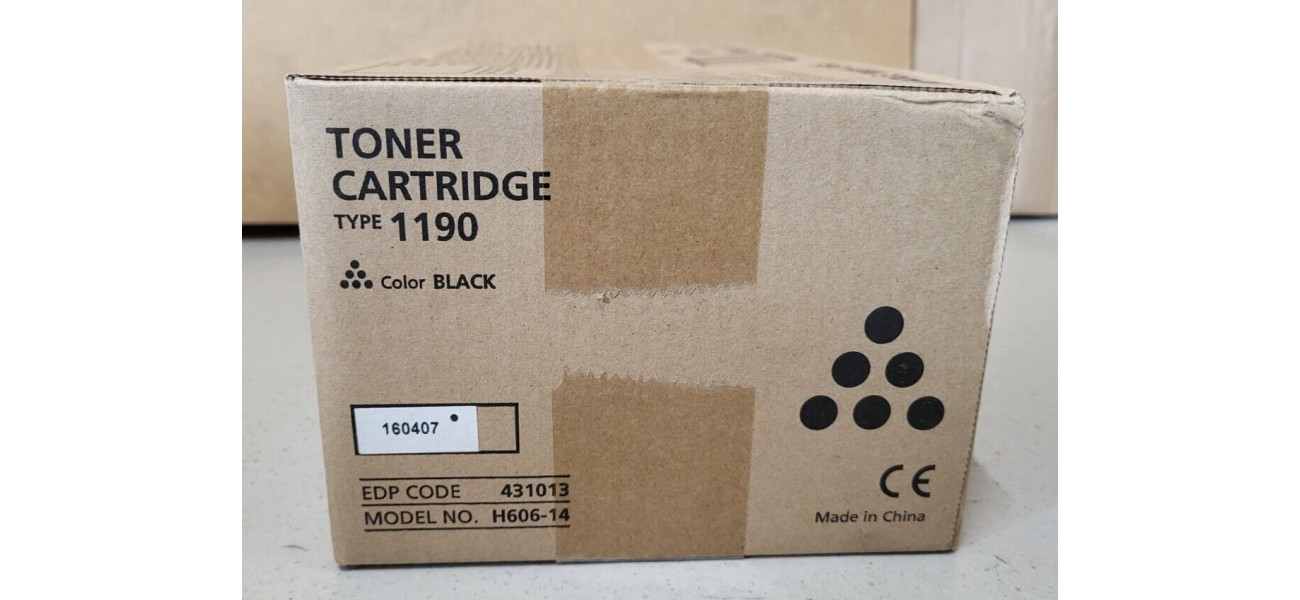 TONER
CARTRIDGE
TYPE 1190
Color BLACK
160407
EDP CODE 431013
MODEL NO. H606-14
CE
Made in China